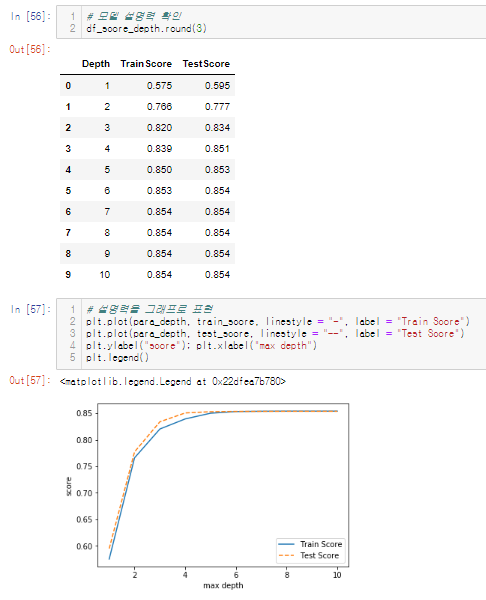 In [56]:
1 # 모델 설명력 확인
2 df_score_depth.round(3)
Out[56]:
Depth TrainScore TestScore
0 1 0.575 0.595
1 2 0.766 0.777
2 3 0.820 0.834
3 4 0.839 0.851
4 5 0.850 0.853
5 6 0.853 0.854
6 7 0.854 0.854
7 8 0.854 0.854
8 9 0.854 0.854
9 10 0.854 0.854
In [57]:
1 # 설명력을 그래프로 표현
2 plt.plot(para_depth, train_score, linestyle = "-", label = "Train Score")
3 plt.plot(para_depth, test_score, linestyle = "--", label = "Test Score")
4 plt.ylabel("score"); plt.xlabel("max depth")
5 plt.legend()
Out[57]: <matplotlib.legend.Legend at 0x22dfea7b780>
0.85
0.80
0.75
0.70
0.65
0.60
score
Train Score
Test Score
2 4 6 8 10
max depth